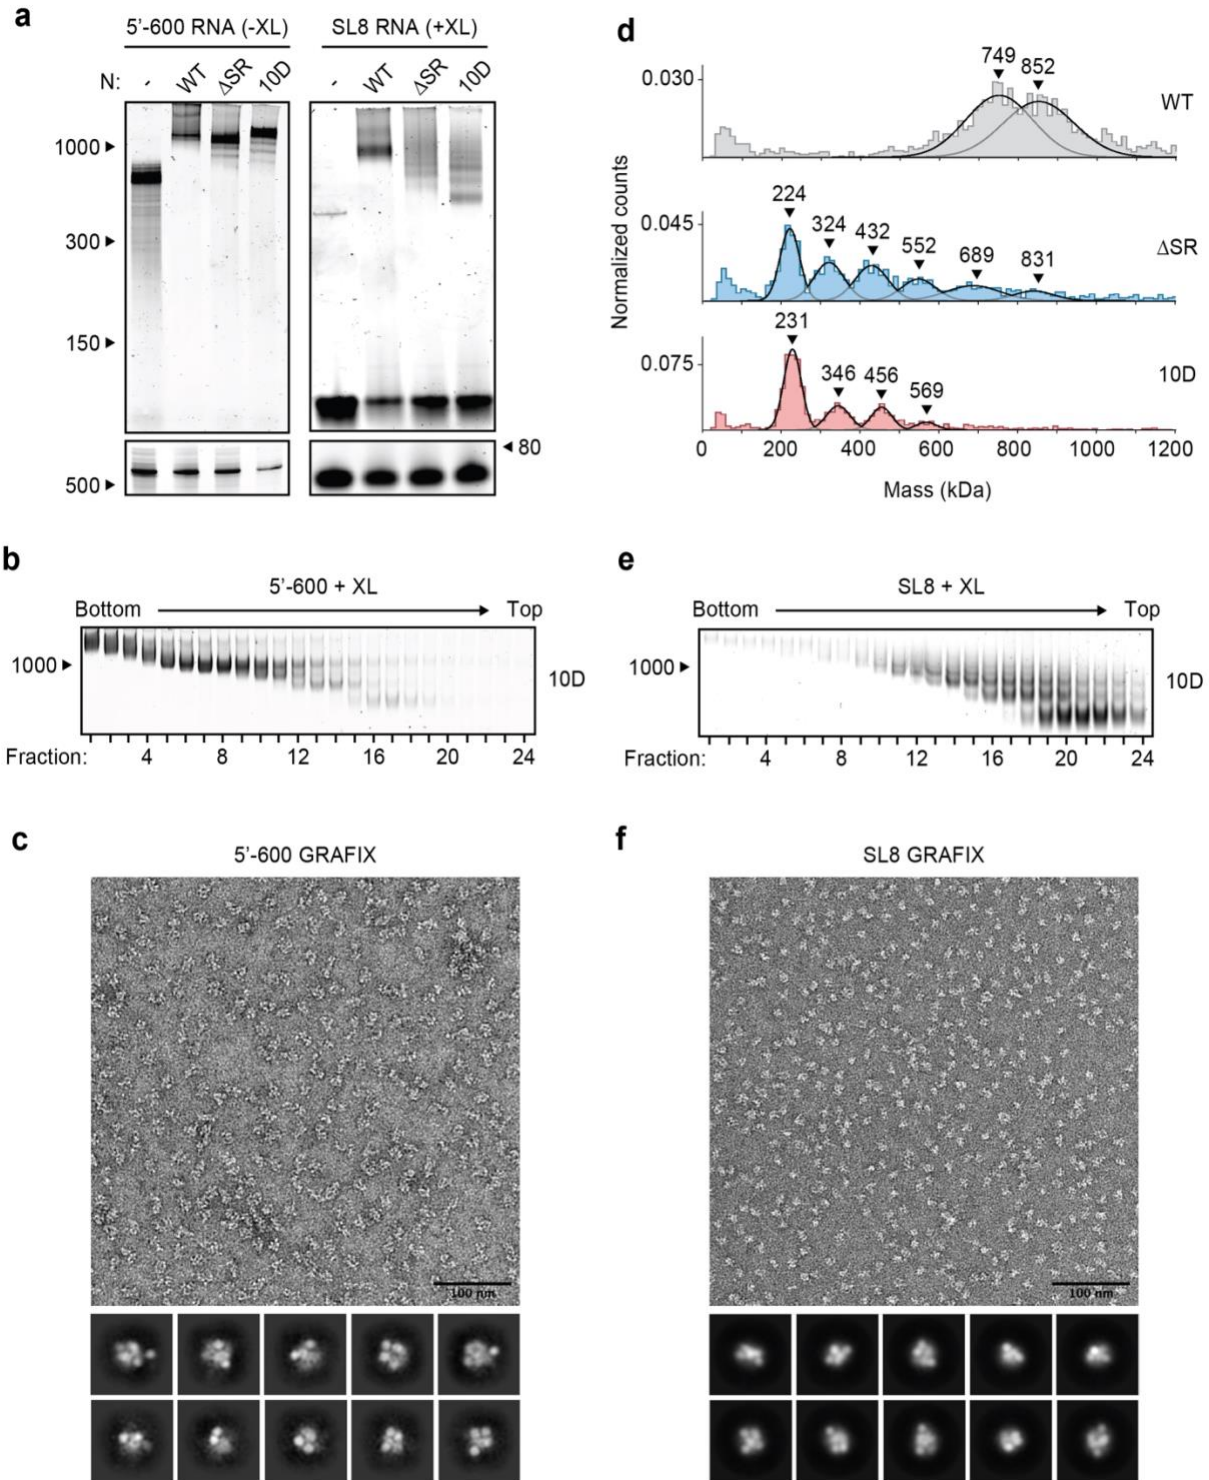 a
5'-600 RNA (-XL)
SL8 RNA (+XL)
N: - WT ΔSR 10D
- WT ΔSR 10D
1000
300
150
500
80
d
Normalized counts
0.030
749 852
WT
0.045
224
324
432
552
689
831
ΔSR
0.075
231
346
456
569
10D
0 200 400 600 800 1000 1200
Mass (kDa)
b
5'-600 + XL
Bottom Top
1000
10D
Fraction: 4 8 12 16 20 24
e
SL8 + XL
Bottom Top
1000
10D
Fraction: 4 8 12 16 20 24
c
5'-600 GRAFIX
100 nm
f
SL8 GRAFIX
100 nm